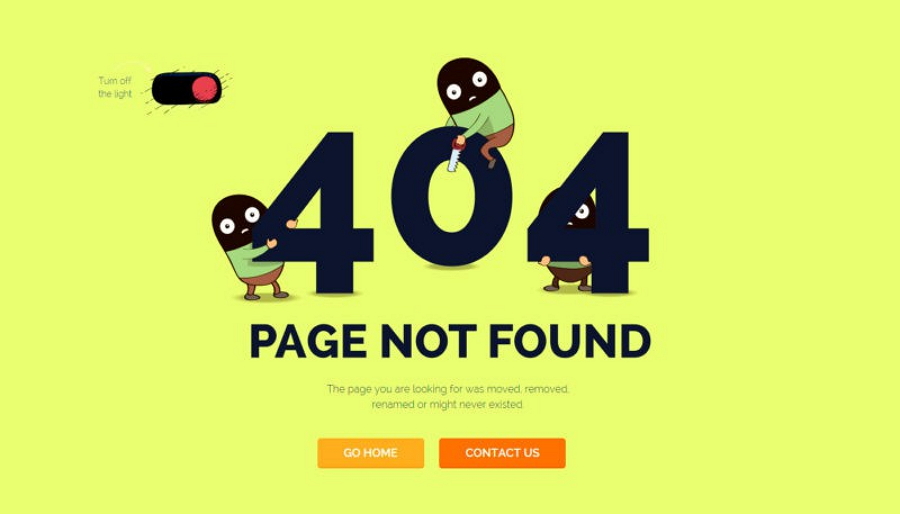 Turn off
the light
404
PAGE NOT FOUND
The page you are looking for was moved, removed,
renamed or might never existed.
GO HOME
CONTACT US